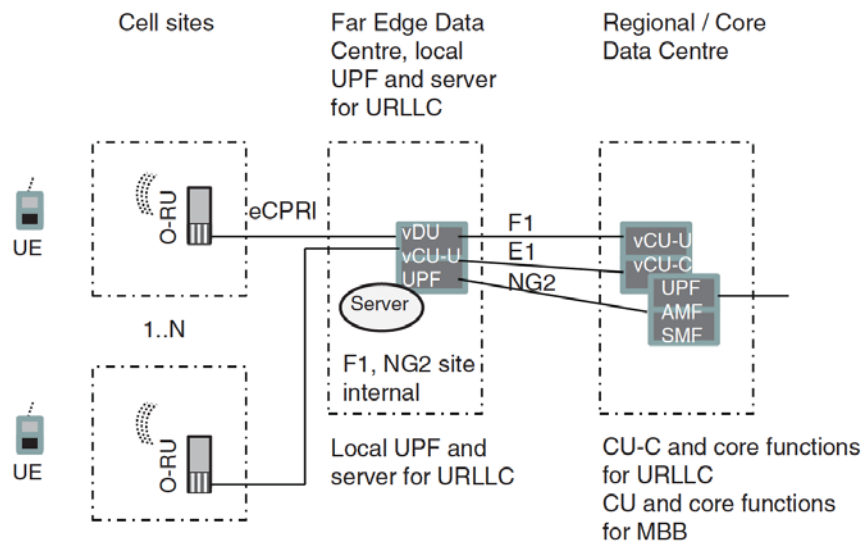 Cell sites
Far Edge Data
Centre, local
UPF and server
for URLLC
Regional / Core
Data Centre
UE
O-RU
eCPRI
vDU
vCU-U
UPF
Server
F1
E1
NG2
vCU-U
vCU-C
UPF
AMF
SMF
1..N
F1, NG2 site
internal
UE
O-RU
Local UPF and
server for URLLC
CU-C and core functions
for URLLC
CU and core functions
for MBB